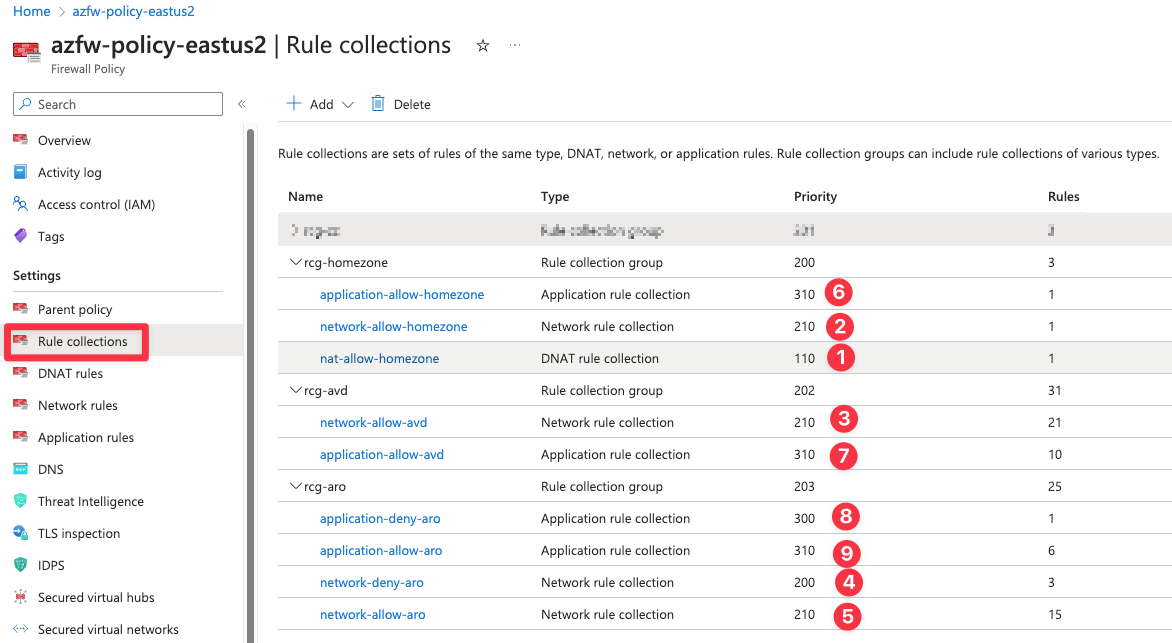 Home > azfw-policy-eastus2
azfw-policy-eastus2 | Rule collections ☆ ...
Firewall Policy
Search «
+ Add Delete
Overview
Activity log
Access control (IAM)
Tags
Settings
Parent policy
Rule collections
DNAT rules
Network rules
Application rules
DNS
Threat Intelligence
TLS inspection
IDPS
Secured virtual hubs
Secured virtual networks
Rule collections are sets of rules of the same type, DNAT, network, or application rules. Rule collection groups can include rule collections of various types.
Name Type Priority Rules
Rule collection group
rcg-homezone Rule collection group 200 3
application-allow-homezone Application rule collection 310 6 1
network-allow-homezone Network rule collection 210 2 1
nat-allow-homezone DNAT rule collection 110 1 1
rcg-avd Rule collection group 202 31
network-allow-avd Network rule collection 210 3 21
application-allow-avd Application rule collection 310 7 10
rcg-aro Rule collection group 203 25
application-deny-aro Application rule collection 300 8 1
application-allow-aro Application rule collection 310 9 6
network-deny-aro Network rule collection 200 4 3
network-allow-aro Network rule collection 210 5 15